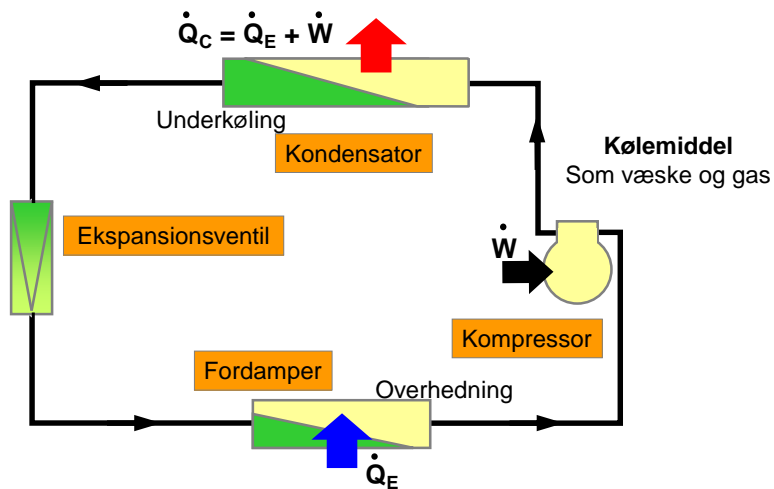 Q̇C = Q̇E + Ẇ
Underkøling
Kondensator
Kølemiddel
Som væske og gas
Ekspansionsventil
Ẇ
Kompressor
Fordamper
Overhedning
Q̇E